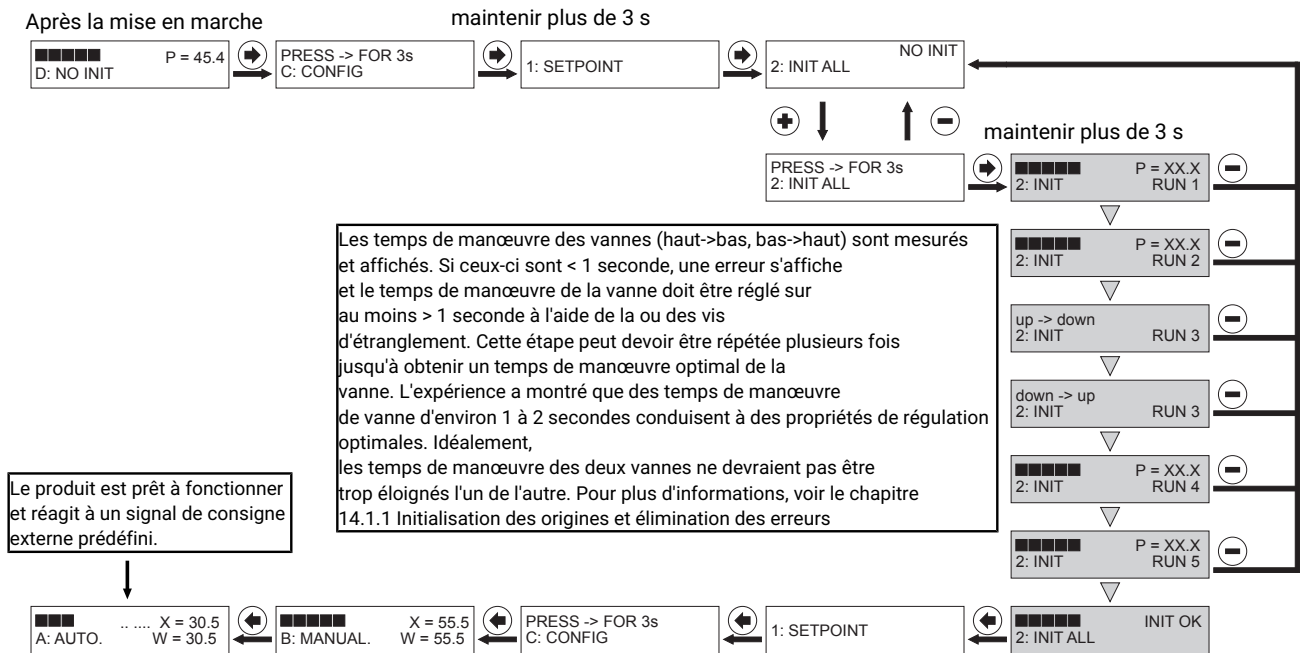 Après la mise en marche
maintenir plus de 3 s
P = 45.4
D: NO INIT
PRESS -> FOR 3s
C: CONFIG
1: SETPOINT
NO INIT
2: INIT ALL
maintenir plus de 3 s
PRESS -> FOR 3s
2: INIT ALL
P = XX.X
2: INIT RUN 1
P = XX.X
2: INIT RUN 2
up -> down
2: INIT RUN 3
down -> up
2: INIT RUN 3
P = XX.X
2: INIT RUN 4
P = XX.X
2: INIT RUN 5
Les temps de manœuvre des vannes (haut->bas, bas->haut) sont mesurés
et affichés. Si ceux-ci sont < 1 seconde, une erreur s'affiche
et le temps de manœuvre de la vanne doit être réglé sur
au moins > 1 seconde à l'aide de la ou des vis
d'étranglement. Cette étape peut devoir être répétée plusieurs fois
jusqu'à obtenir un temps de manœuvre optimal de la
vanne. L'expérience a montré que des temps de manœuvre
de vanne d'environ 1 à 2 secondes conduisent à des propriétés de régulation
optimales. Idéalement,
les temps de manœuvre des deux vannes ne devraient pas être
trop éloignés l'un de l'autre. Pour plus d'informations, voir le chapitre
14.1.1 Initialisation des origines et élimination des erreurs
Le produit est prêt à fonctionner
et réagit à un signal de consigne
externe prédéfini.
.. .... X = 30.5
A: AUTO. W = 30.5
X = 55.5
B: MANUAL. W = 55.5
PRESS -> FOR 3s
C: CONFIG
1: SETPOINT
INIT OK
2: INIT ALL